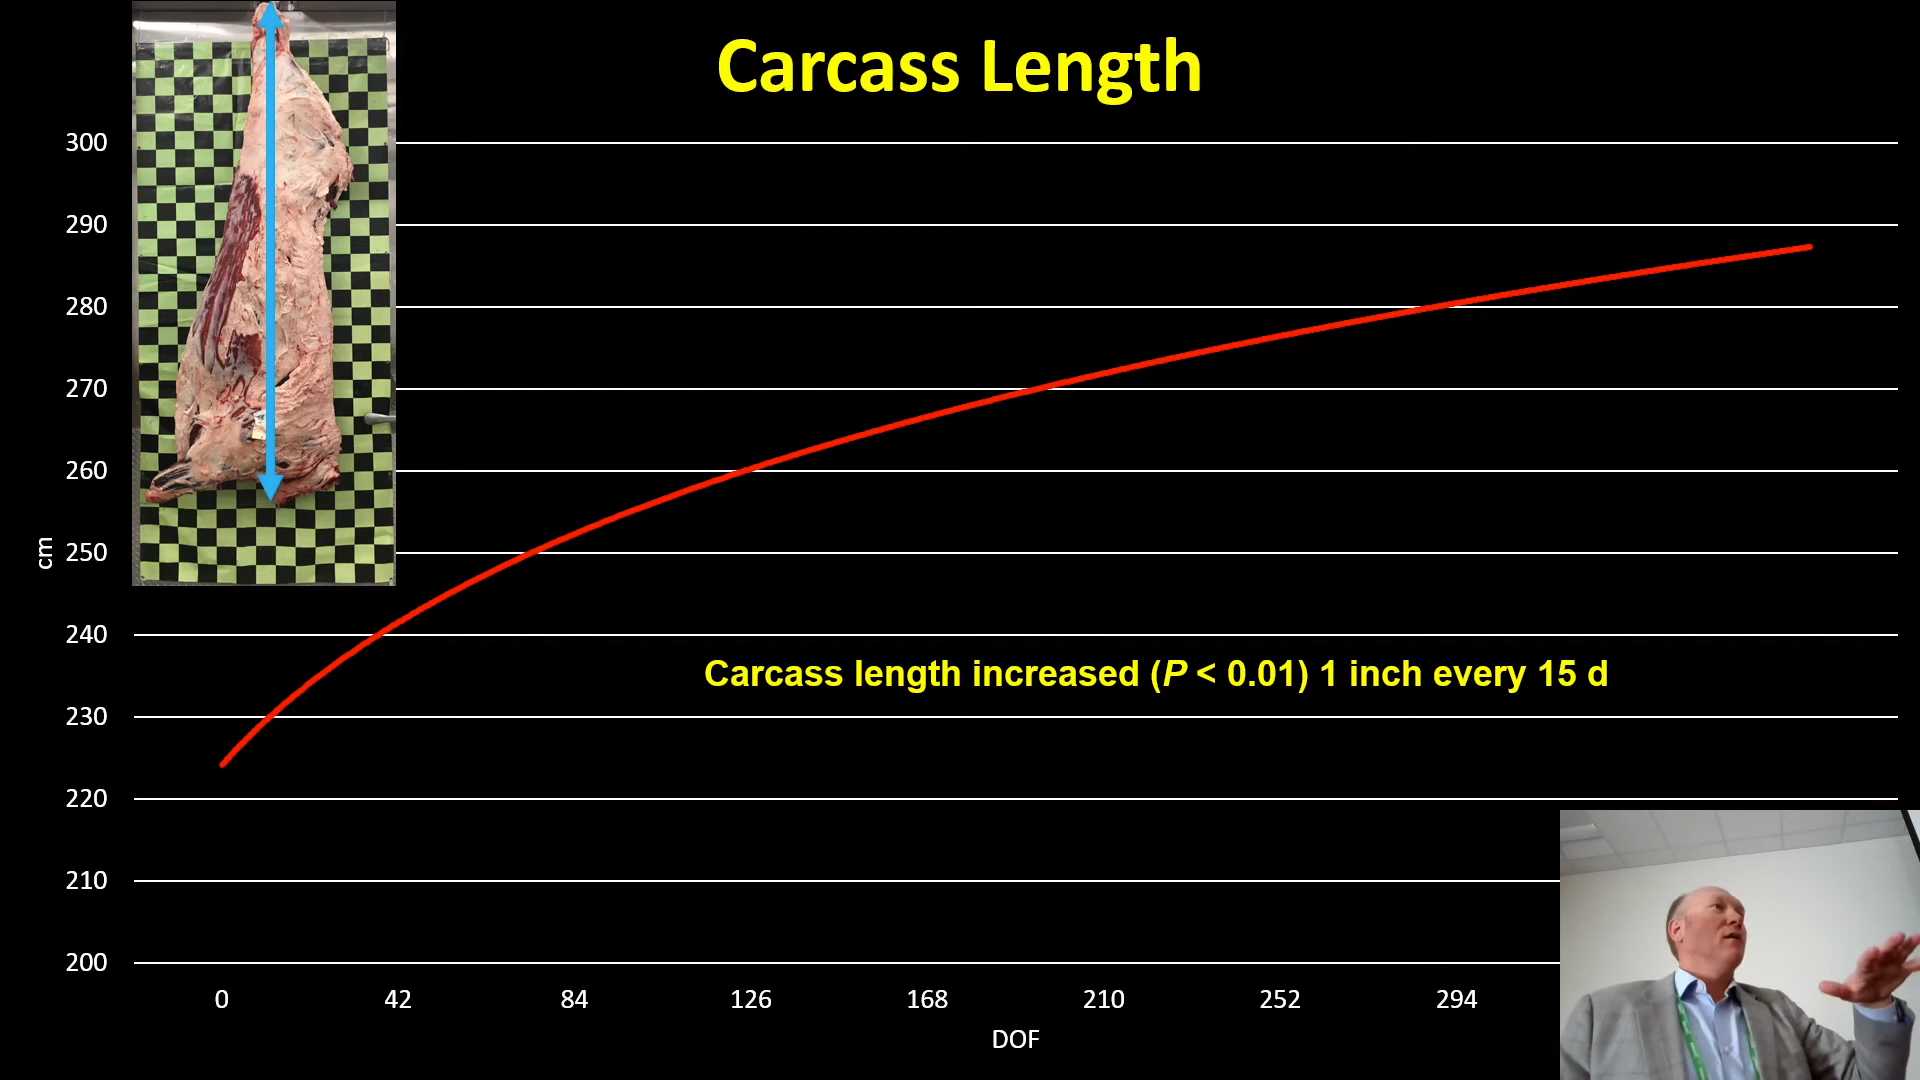 Carcass Length
300
290
280
270
260
250
240
230
220
210
200
cm
Carcass length increased (P < 0.01) 1 inch every 15 d
0 42 84 126 168 210 252 294
DOF